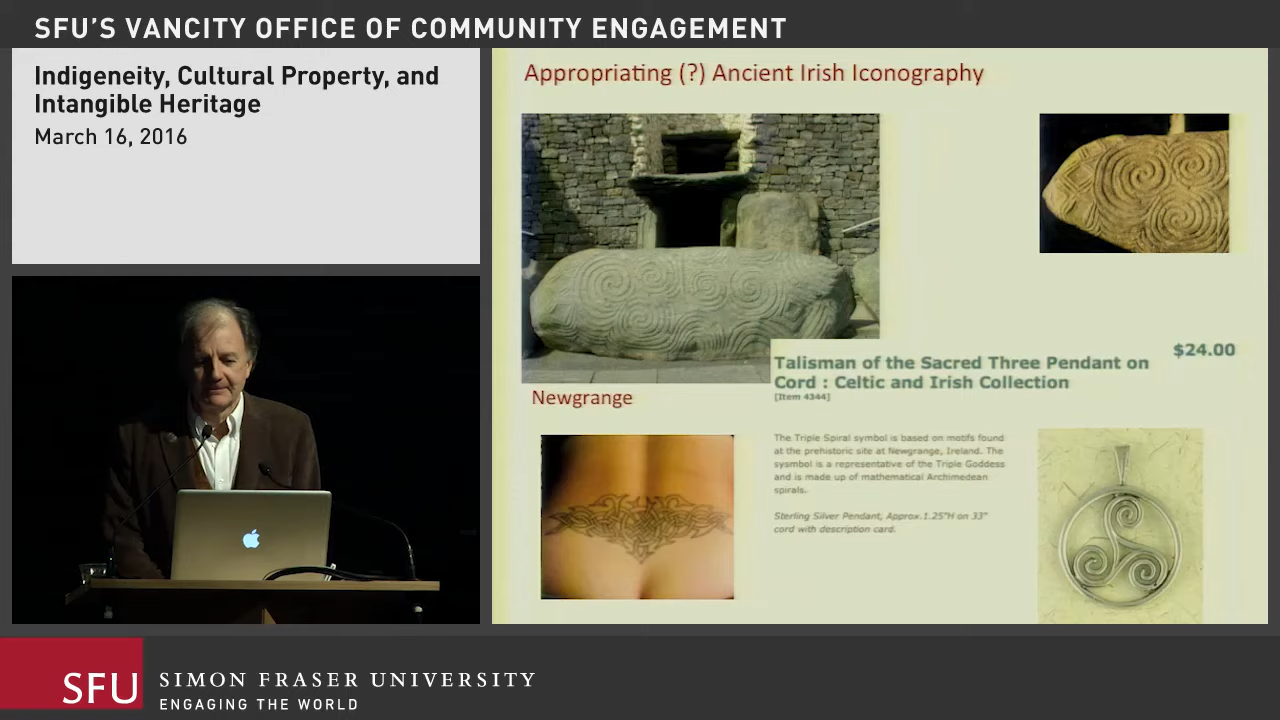 SFU'S VANCITY OFFICE OF COMMUNITY ENGAGEMENT
Indigeneity, Cultural Property, and
Intangible Heritage
March 16, 2016
Appropriating (?) Ancient Irish Iconography
Newgrange
Talisman of the Sacred Three Pendant on
Cord : Celtic and Irish Collection
$24.00
[Item 4344]
The Triple Spiral symbol is based on motifs found
at the prehistoric site at Newgrange, Ireland. The
sysmbol is a representative of the Triple Goddess
and is made up of mathematical Archimedean
spirals.
Sterling Silver Pendant, Approx.1.25"H on 33"
cord with description card.
SFU
SIMON FRASER UNIVERSITY
ENGAGING THE WORLD